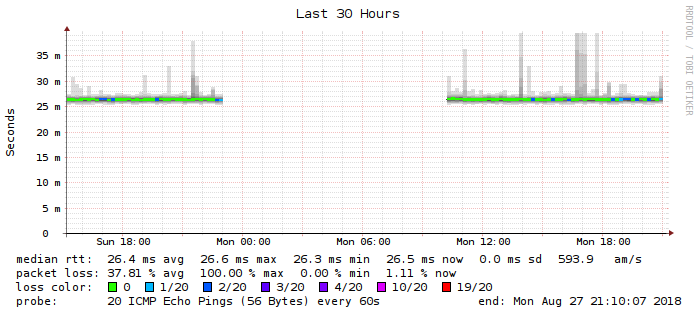 Last 30 Hours
RRDTOOL / TOBI OETIKER
Seconds
35 m
30 m
25 m
20 m
15 m
10 m
5 m
0
Sun 18:00 Mon 00:00 Mon 06:00 Mon 12:00 Mon 18:00
median rtt: 26.4 ms avg 26.6 ms max 26.3 ms min 26.5 ms now 0.0 ms sd 593.9 am/s
packet loss: 37.81 % avg 100.00 % max 0.00 % min 1.11 % now
loss color: 0 1/20 2/20 3/20 4/20 10/20 19/20
probe: 20 ICMP Echo Pings (56 Bytes) every 60s end: Mon Aug 27 21:10:07 2018